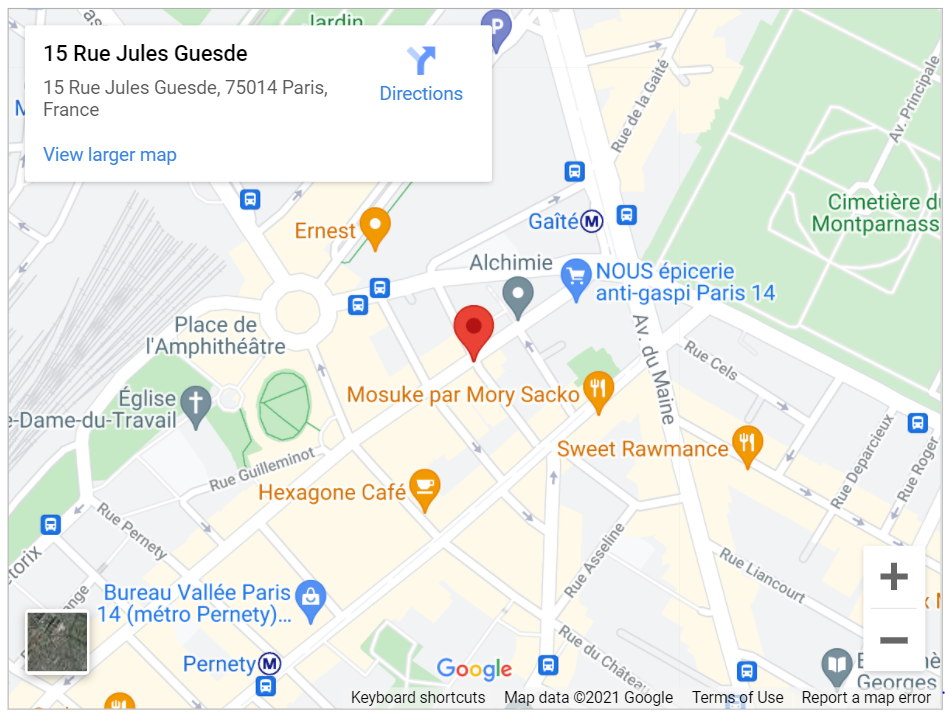 Jardin
15 Rue Jules Guesde
15 Rue Jules Guesde, 75014 Paris,
France
Directions
View larger map
P
Rue de la Gaîté
Av. Principale
Cimetière du
Montparnass
Gaîté M
Ernest
Alchimie
NOUS épicerie
anti-gaspi Paris 14
Place de
l'Amphithéâtre
Av. du Maine
Rue Cels
Mosuke par Mory Sacko
Église
e-Dame-du-Travail
Sweet Rawmance
Rue Guilleminot
Hexagone Café
Rue Deparcieux
Rue Roger
Rue Pernety
etorix
Rue Asseline
Rue Liancourt
Bureau Vallée Paris
14 (métro Pernety)...
Pernety M
Rue du Château
Google
Georges
Keyboard shortcuts
Map data ©2021 Google
Terms of Use
Report a map error